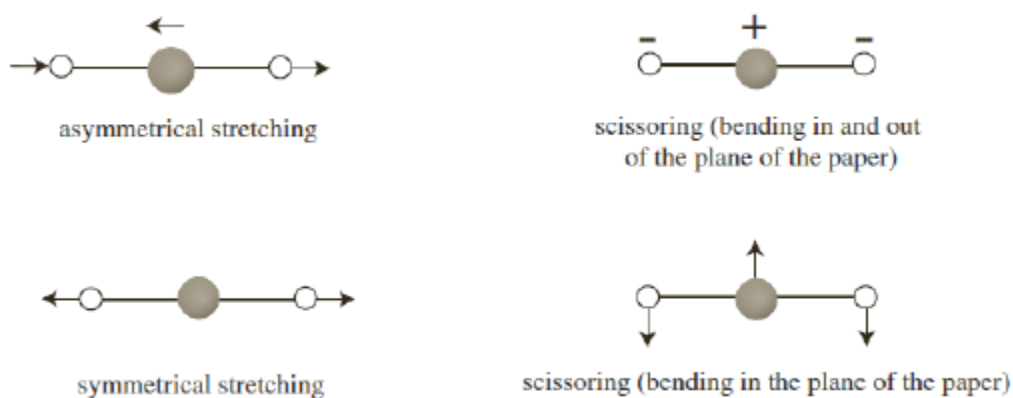 - + -
asymmetrical stretching
scissoring (bending in and out
of the plane of the paper)
symmetrical stretching
scissoring (bending in the plane of the paper)